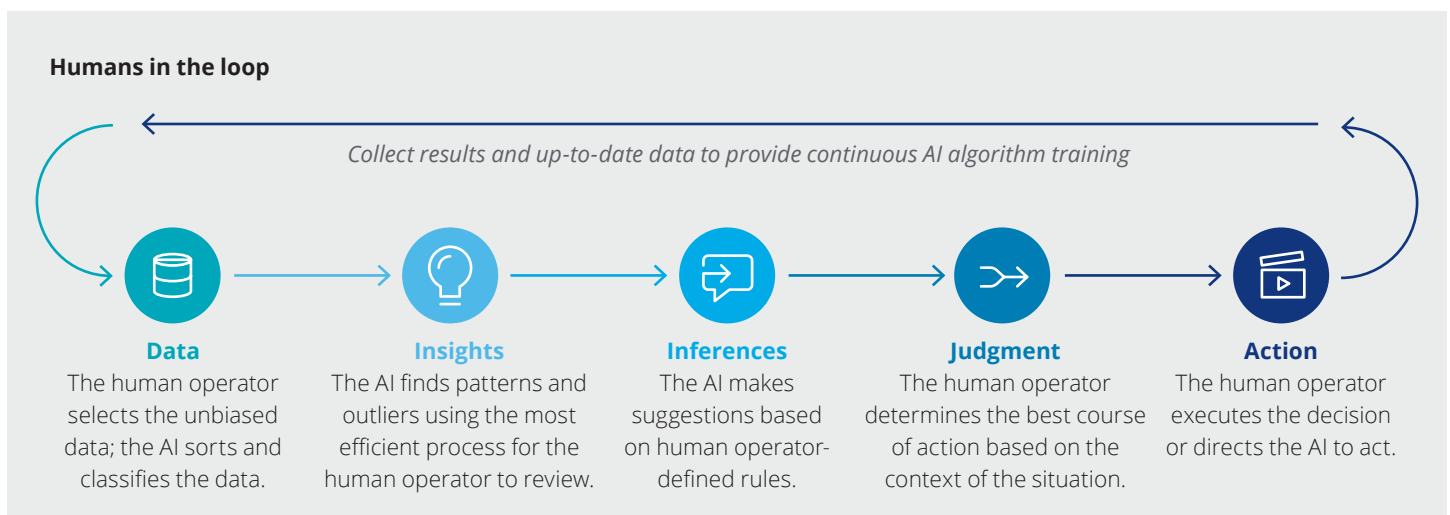 Humans in the loop
Collect results and up-to-date data to provide continuous AI algorithm training
Data
The human operator
selects the unbiased
data; the AI sorts and
classifies the data.
Insights
The AI finds patterns and
outliers using the most
efficient process for the
human operator to review.
Inferences
The AI makes
suggestions based
on human operator-
defined rules.
Judgment
The human operator
determines the best course
of action based on the
context of the situation.
Action
The human operator
executes the decision
or directs the AI to act.